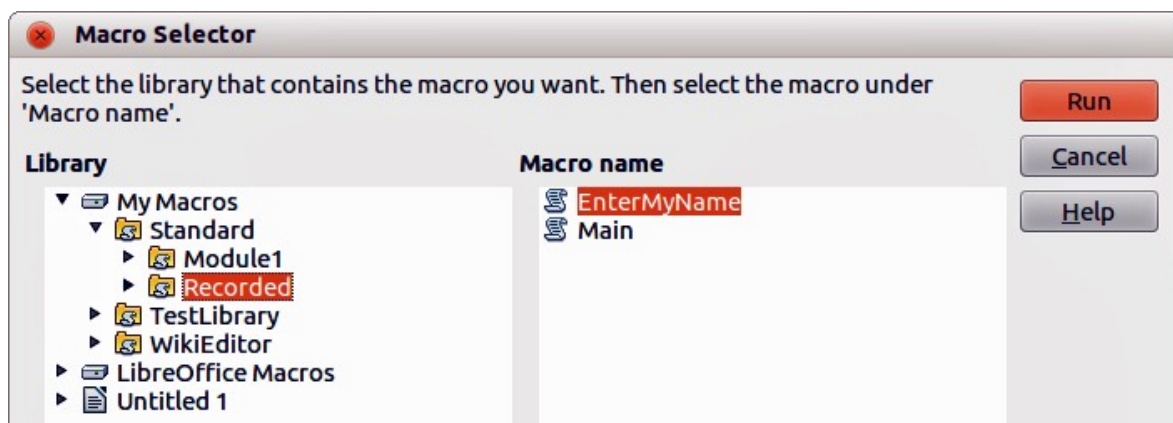 Macro Selector
Select the library that contains the macro you want. Then select the macro under
'Macro name'.
Run
Cancel
Help
Library
My Macros
Standard
Module1
Recorded
TestLibrary
WikiEditor
LibreOffice Macros
Untitled 1
Macro name
EnterMyName
Main